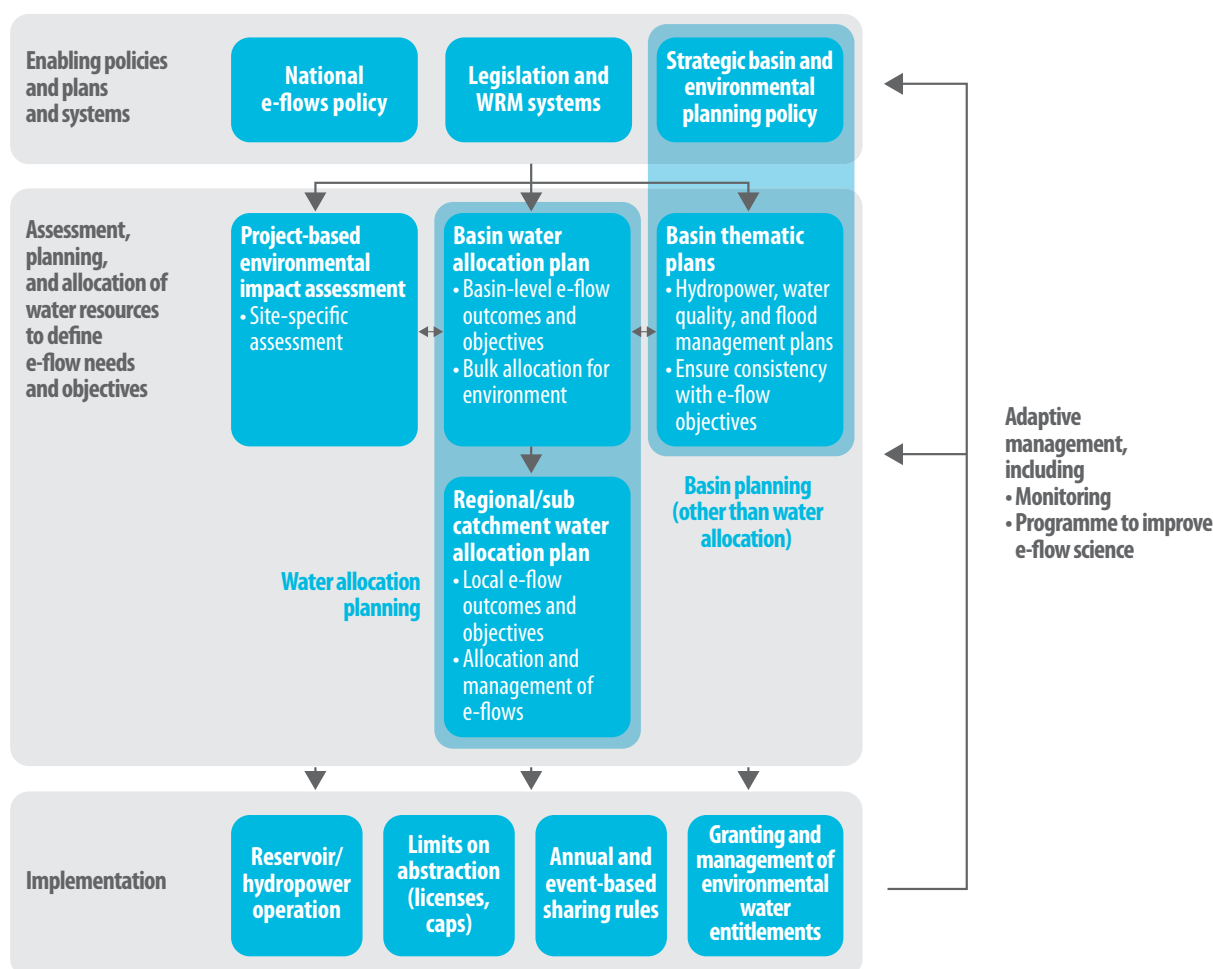 Enabling policies
and plans
and systems
National
e-flows policy
Legislation and
WRM systems
Strategic basin and
environmental
planning policy
Assessment,
planning,
and allocation of
water resources
to define
e-flow needs
and objectives
Project-based
environmental
impact assessment
• Site-specific
assessment
Basin water
allocation plan
• Basin-level e-flow
outcomes and
objectives
• Bulk allocation for
environment
Basin thematic
plans
• Hydropower, water
quality, and flood
management plans
• Ensure consistency
with e-flow
objectives
Regional/sub
catchment water
allocation plan
• Local e-flow
outcomes and
objectives
• Allocation and
management of
e-flows
Water allocation
planning
Basin planning
(other than water
allocation)
Adaptive
management,
including
• Monitoring
• Programme to improve
e-flow science
Implementation
Reservoir/
hydropower
operation
Limits on
abstraction
(licenses,
caps)
Annual and
event-based
sharing rules
Granting and
management of
environmental
water
entitlements